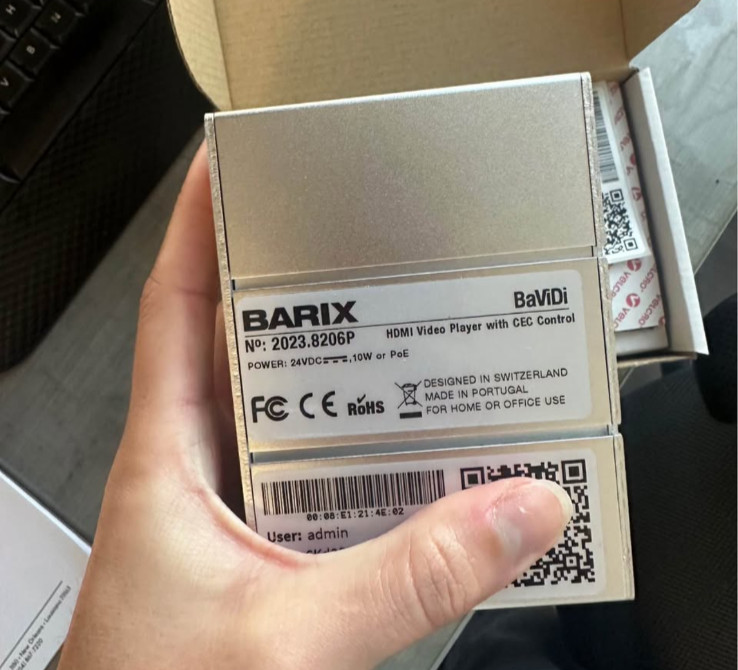 BARIX
BaViDi
Nº: 2023.8206P
HDMI Video Player with CEC Control
POWER: 24VDC⎓,10W or PoE
FC CE RoHS
DESIGNED IN SWITZERLAND
MADE IN PORTUGAL
FOR HOME OR OFFICE USE
00:08:E1:21:4E:02
User: admin
VELCRO
VELCRO
H
B
N
V